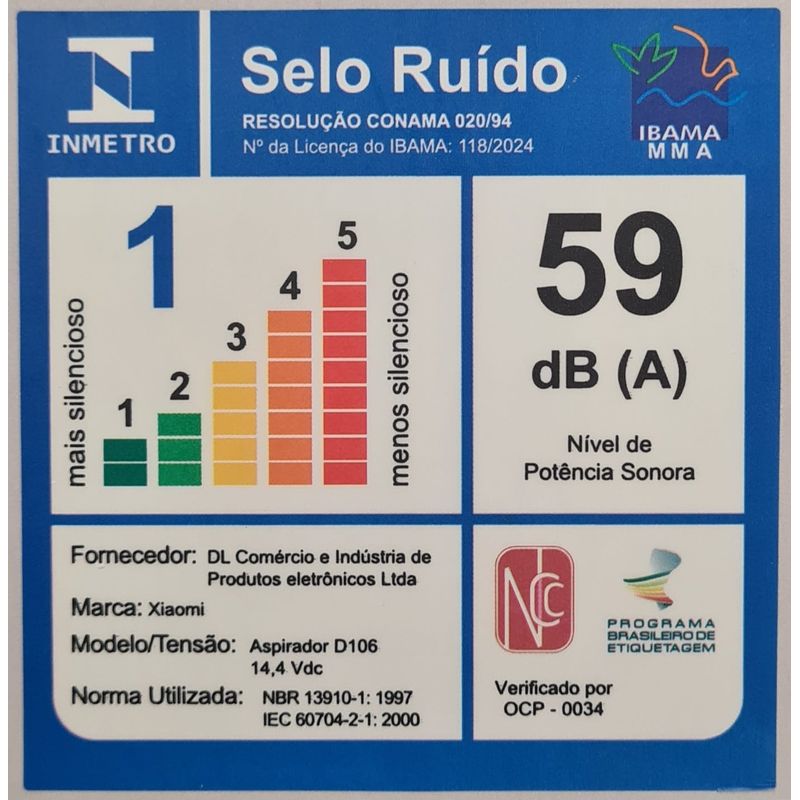 INMETRO
Selo Ruído
RESOLUÇÃO CONAMA 020/94
Nº da Licença do IBAMA: 118/2024
IBAMA
MMA
1
mais silencioso
1
2
3
4
5
menos silencioso
59
dB (A)
Nível de
Potência Sonora
Fornecedor: DL Comércio e Indústria de
Produtos eletrônicos Ltda
Marca: Xiaomi
Modelo/Tensão: Aspirador D106
14,4 Vdc
Norma Utilizada: NBR 13910-1: 1997
IEC 60704-2-1: 2000
NCC
PROGRAMA
BRASILEIRO DE
ETIQUETAGEM
Verificado por
OCP - 0034